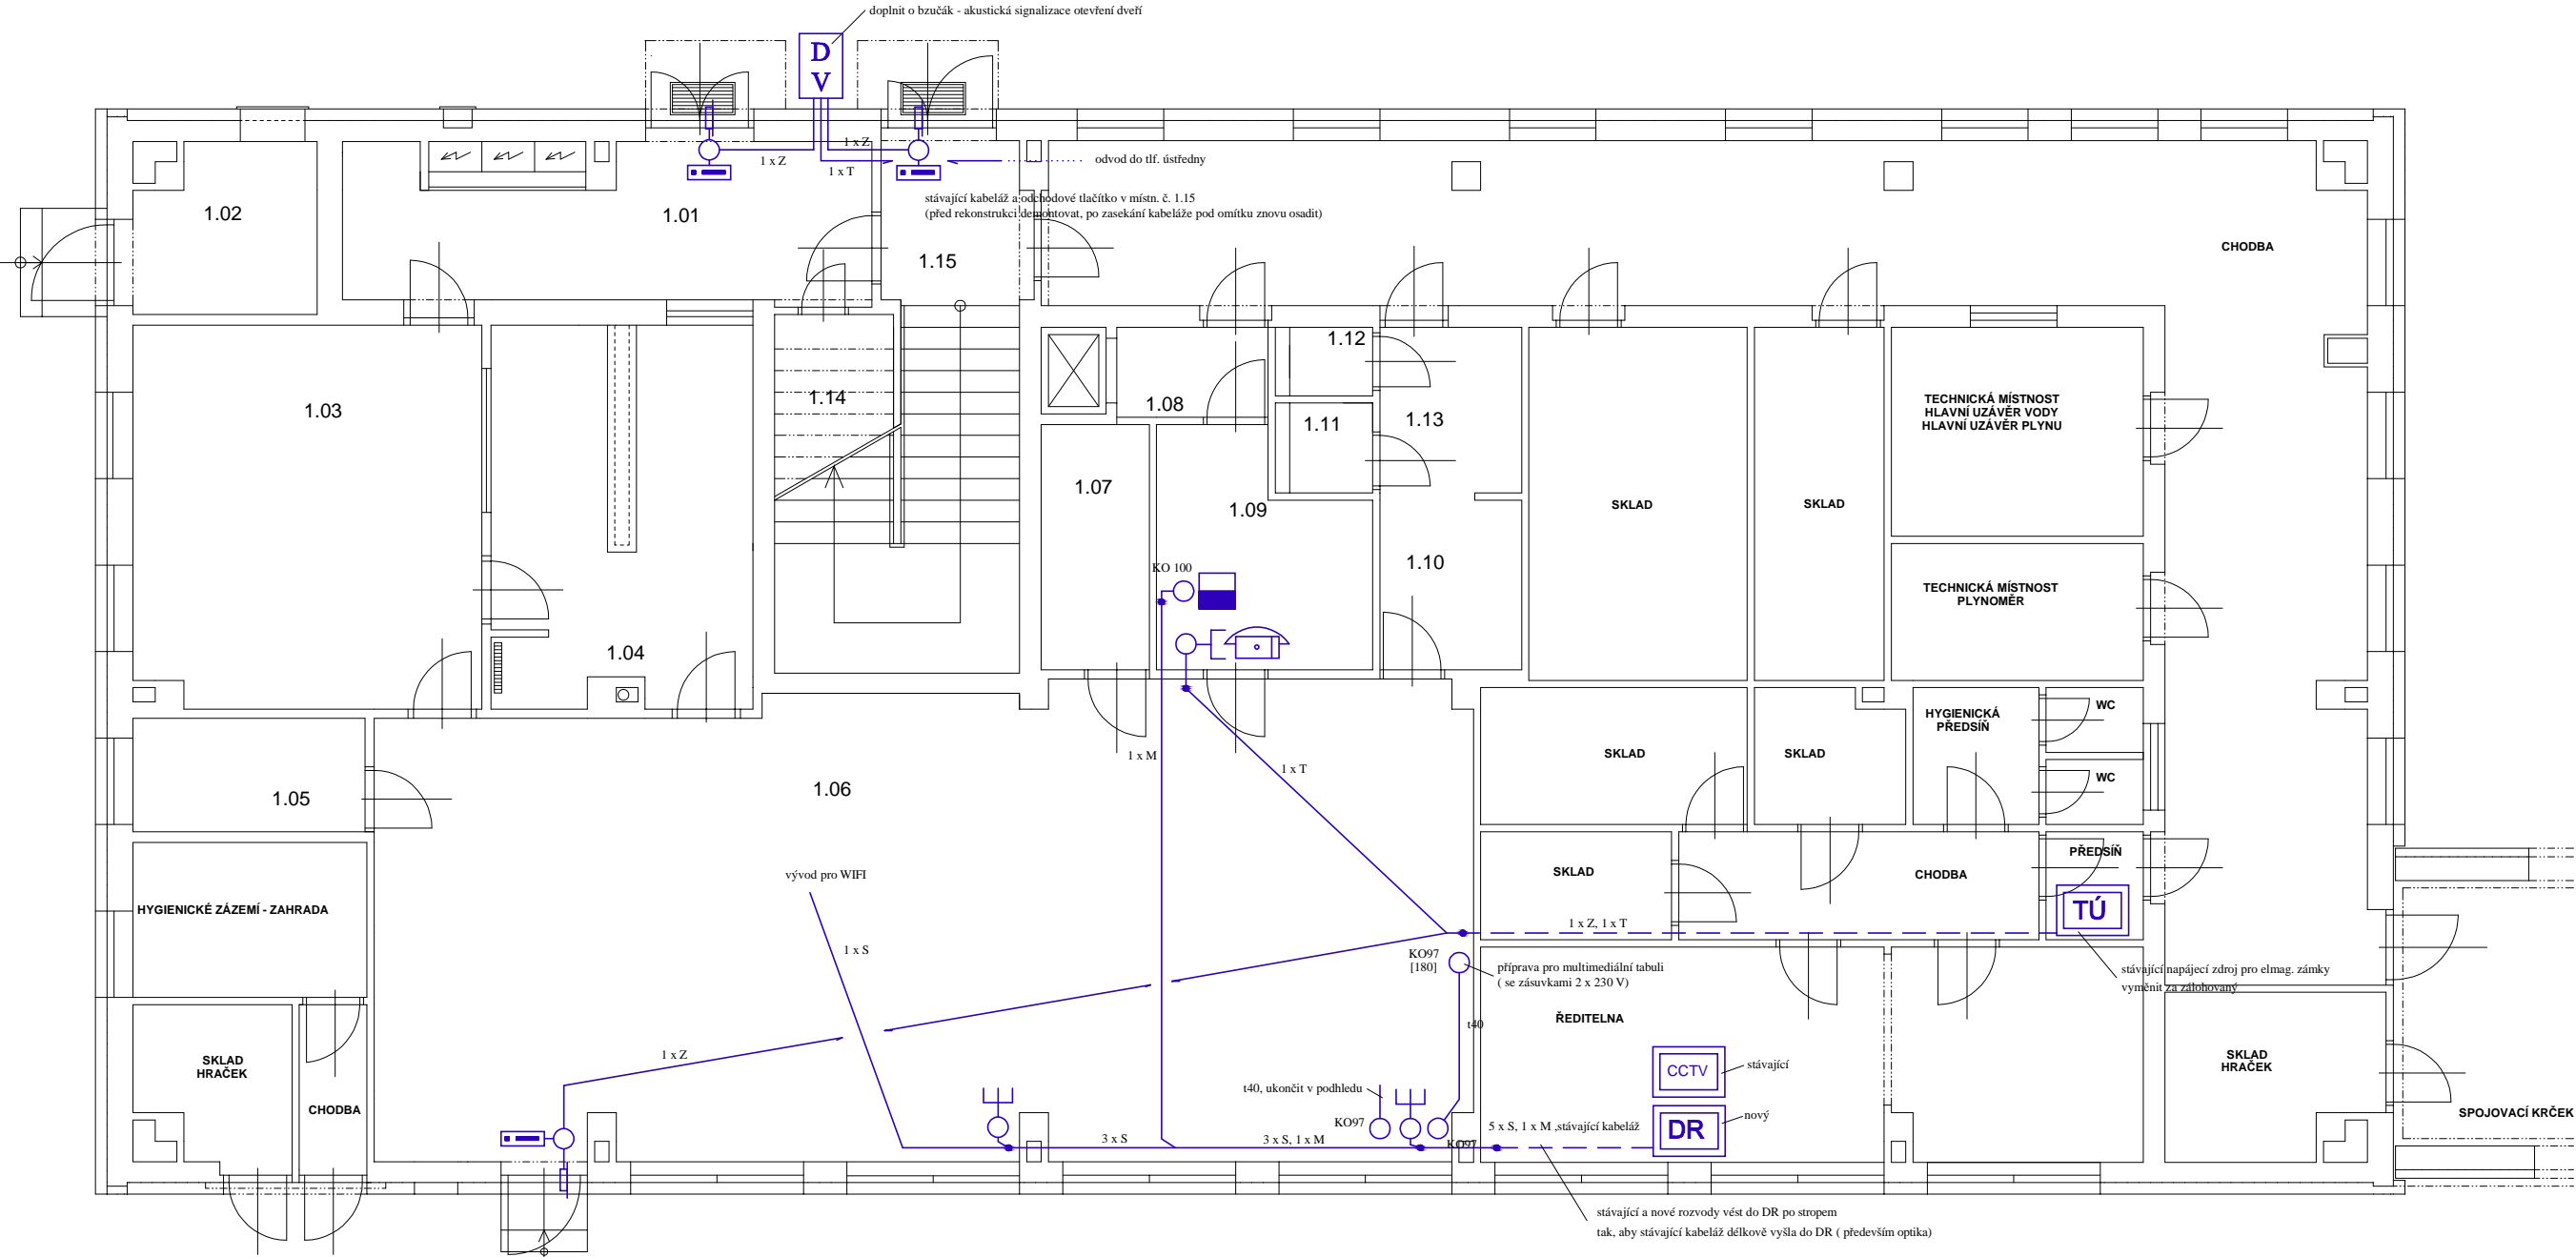 doplnit o bzučák - akustická signalizace otevření dveří
D
V
1 x Z
1 x Z
1 x T
odvod do tlf. ústředny
stávající kabeláž a odchodové tlačítko v místn. č. 1.15
(před rekonstrukci demontovat, po zasekání kabeláže pod omítku znovu osadit)
1.02
1.01
1.15
CHODBA
1.03
1.14
1.08
1.12
1.11
1.13
TECHNICKÁ MÍSTNOST
HLAVNÍ UZÁVĚR VODY
HLAVNÍ UZÁVĚR PLYNU
1.07
1.09
SKLAD
SKLAD
1.10
KO 100
TECHNICKÁ MÍSTNOST
PLYNOMĚR
1.04
HYGIENICKÁ
PŘEDSÍŇ
WC
1 x M
1 x T
SKLAD
SKLAD
WC
1.05
1.06
PŘEDSÍŇ
vývod pro WIFI
SKLAD
CHODBA
HYGIENICKÉ ZÁZEMÍ - ZAHRADA
TÚ
1 x Z, 1 x T
1 x S
KO97
[180]
příprava pro multimediální tabuli
( se zásuvkami 2 x 230 V)
stávající napájecí zdroj pro elmag. zámky
vyměnit za zálohovaný
t40
ŘEDITELNA
1 x Z
SKLAD
HRAČEK
SKLAD
HRAČEK
CCTV
stávající
t40, ukončit v podhledu
CHODBA
KO97
KO97
nový
DR
SPOJOVACÍ KRČEK
3 x S
3 x S, 1 x M
5 x S, 1 x M ,stávající kabeláž
stávající a nové rozvody vést do DR po stropem
tak, aby stávající kabeláž délkově vyšla do DR ( především optika)